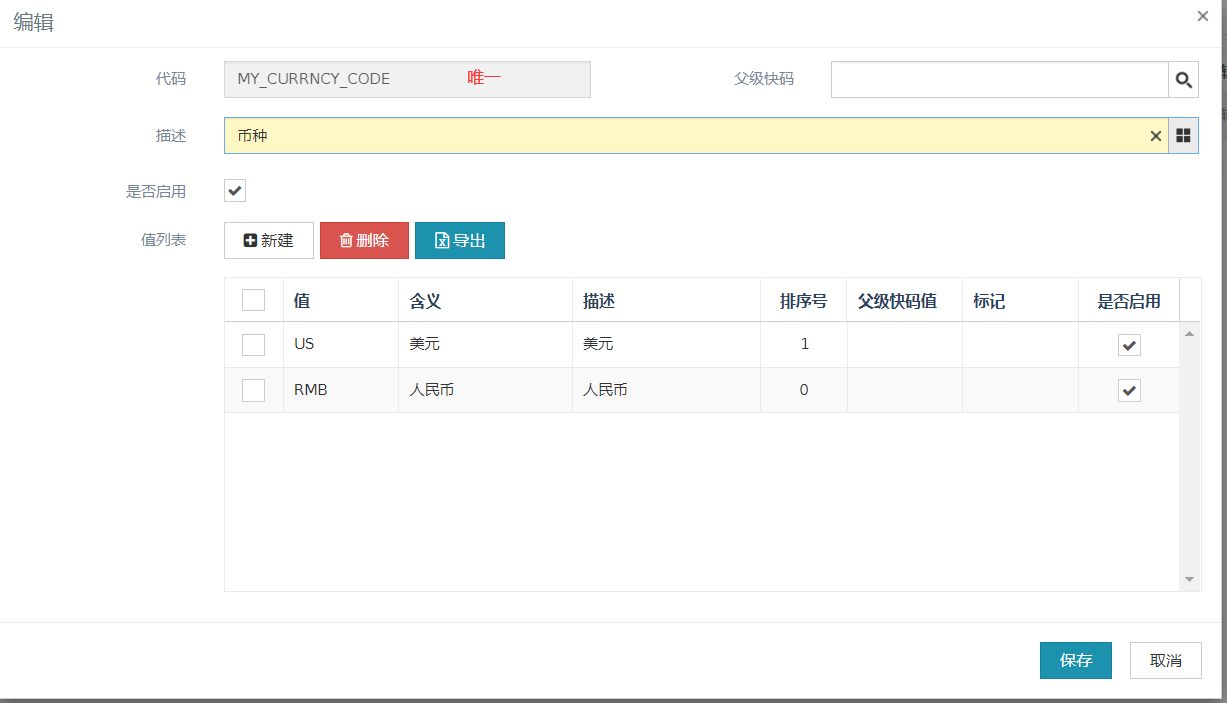 编辑
代码 MY_CURRNCY_CODE 唯一 父级快码
描述 币种
是否启用
值列表 新建 删除 导出
值 含义 描述 排序号 父级快码值 标记 是否启用
US 美元 美元 1
RMB 人民币 人民币 0
保存 取消